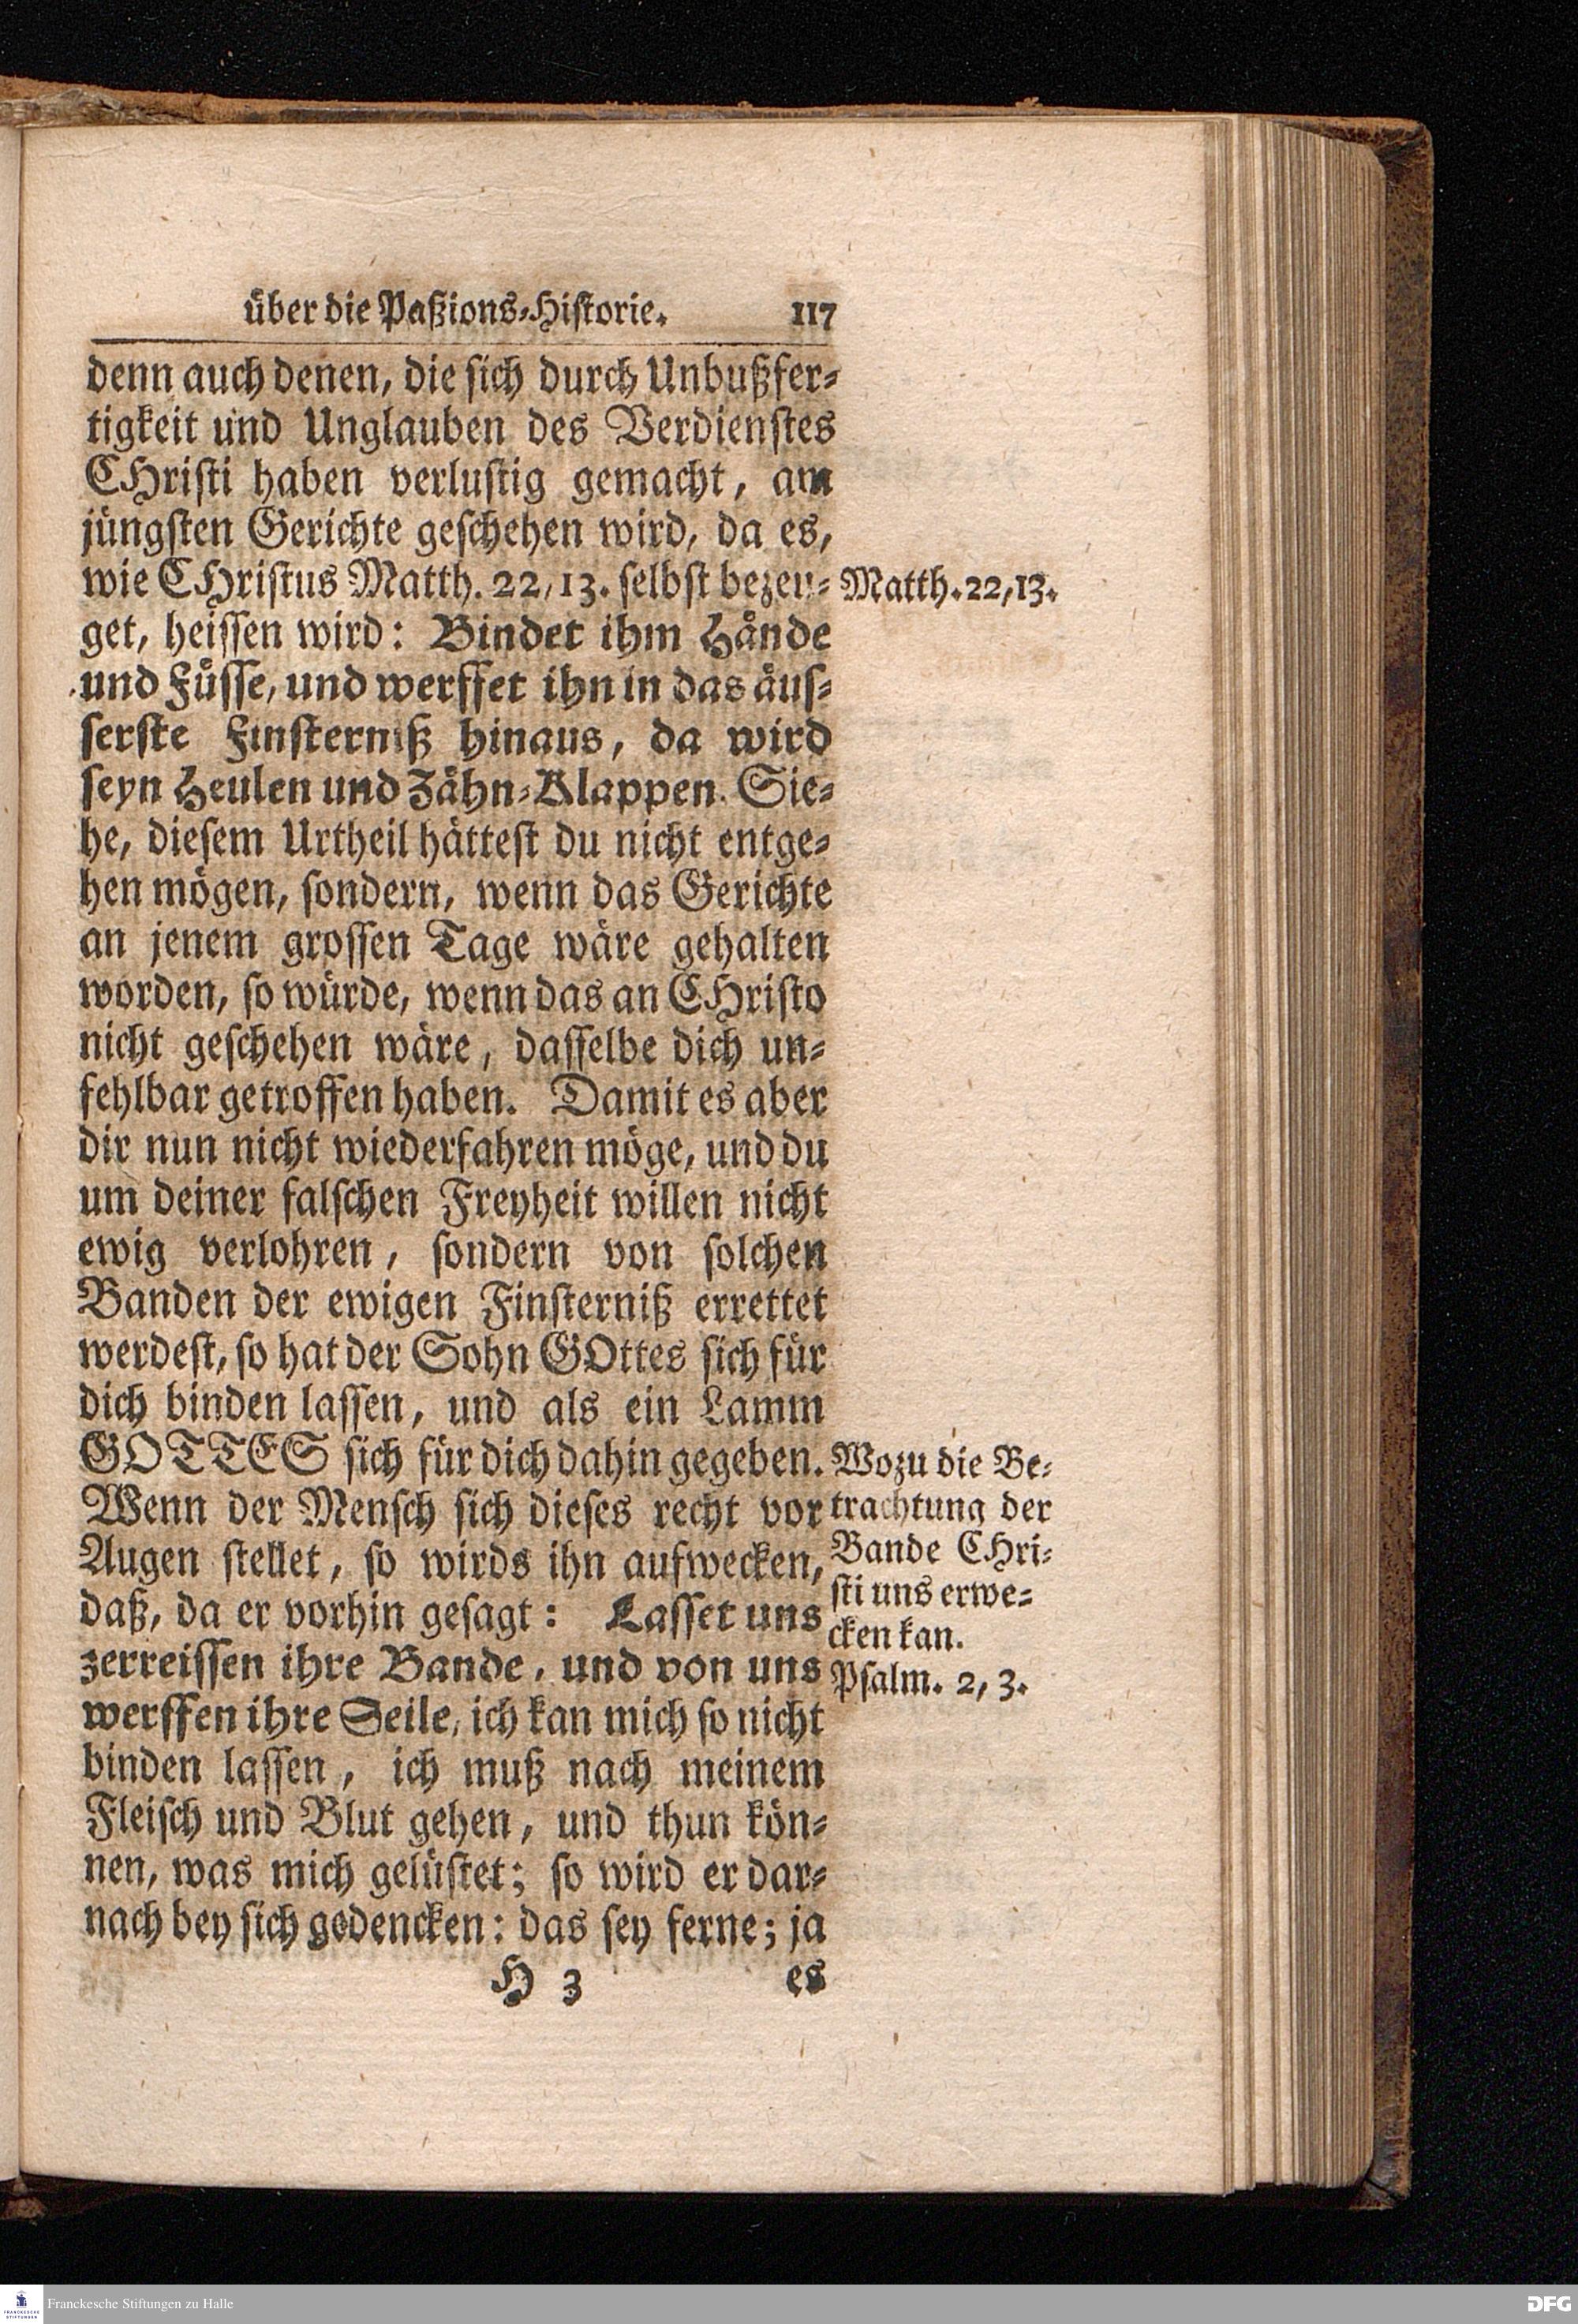 über die Paßions-Historie. 117
denn auch denen, die sich durch Unbußfer-
tigkeit und Unglauben des Verdienstes
CHristi haben verlustig gemacht, am
jüngsten Gerichte geschehen wird, da es,
wie CHristus Matth. 22, 13. selbst bezeu-
Matth. 22, 13.
get, heissen wird: Bindet ihm Hände
und Füsse, und werffet ihn in das äus-
serste Finsterniß hinaus, da wird
seyn Heulen und Zähn-Klappen. Sie-
he, diesem Urtheil hättest du nicht entge-
hen mögen, sondern, wenn das Gerichte
an jenem grossen Tage wäre gehalten
worden, so würde, wenn das an CHristo
nicht geschehen wäre, dasselbe dich un-
fehlbar getroffen haben. Damit es aber
dir nun nicht wiederfahren möge, und du
um deiner falschen Freyheit willen nicht
ewig verlohren, sondern von solchen
Banden der ewigen Finsterniß errettet
werdest, so hat der Sohn GOttes sich für
dich binden lassen, und als ein Lamm
GOTTES sich für dich dahin gegeben.
Wenn der Mensch sich dieses recht vor
Augen stellet, so wirds ihn aufwecken,
daß, da er vorhin gesagt: Lasset uns
zerreissen ihre Bande, und von uns
werffen ihre Seile, ich kan mich so nicht
binden lassen, ich muß nach meinem
Fleisch und Blut gehen, und thun kön-
nen, was mich gelüstet; so wird er dar-
nach bey sich gedencken: das sey ferne; ja
Wozu die Be-
trachtung der
Bande CHri-
sti uns erwe-
cken kan.
Psalm. 2, 3.
H 3 es
FRANCKESCHE
STIFTUNGEN
Franckesche Stiftungen zu Halle
DFG